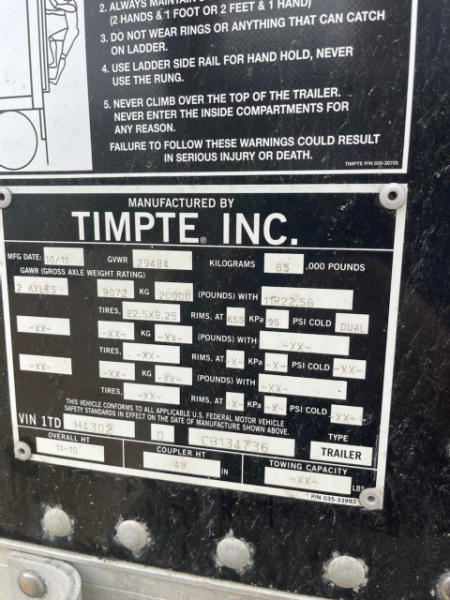 2. ALWAYS MAINTAIN
(2 HANDS & 1 FOOT OR 2 FEET & 1 HAND)
3. DO NOT WEAR RINGS OR ANYTHING THAT CAN CATCH
ON LADDER.
4. USE LADDER SIDE RAIL FOR HAND HOLD, NEVER
USE THE RUNG.
5. NEVER CLIMB OVER THE TOP OF THE TRAILER.
NEVER ENTER THE INSIDE COMPARTMENTS FOR
ANY REASON.
FAILURE TO FOLLOW THESE WARNINGS COULD RESULT
IN SERIOUS INJURY OR DEATH.
TIMPTE P/N 035-30705
MANUFACTURED BY
TIMPTE® INC.
MFG DATE: 10/11 GVWR 29484 KILOGRAMS 65 ,000 POUNDS
GAWR (GROSS AXLE WEIGHT RATING)
2 AXLES 9072 KG 20000 (POUNDS) WITH 11R22.5G
TIRES, 22.5X8.25 RIMS, AT 655 KPa 95 PSI COLD DUAL
-XX- -XX- KG -XX- (POUNDS) WITH -XX-
TIRES, -XX- RIMS, AT -X- KPa -X- PSI COLD -XX-
-XX- -XX- KG -XX- (POUNDS) WITH -XX-
TIRES, -XX- RIMS, AT -X- KPa -X- PSI COLD -XX-
THIS VEHICLE CONFORMS TO ALL APPLICABLE U.S. FEDERAL MOTOR VEHICLE
SAFETY STANDARDS IN EFFECT ON THE DATE OF MANUFACTURE SHOWN ABOVE.
VIN 1TD H4302 0 CB134736 TYPE TRAILER
OVERALL HT 13-10 COUPLER HT 49 IN TOWING CAPACITY -XX- LBS
P/N 035-33992